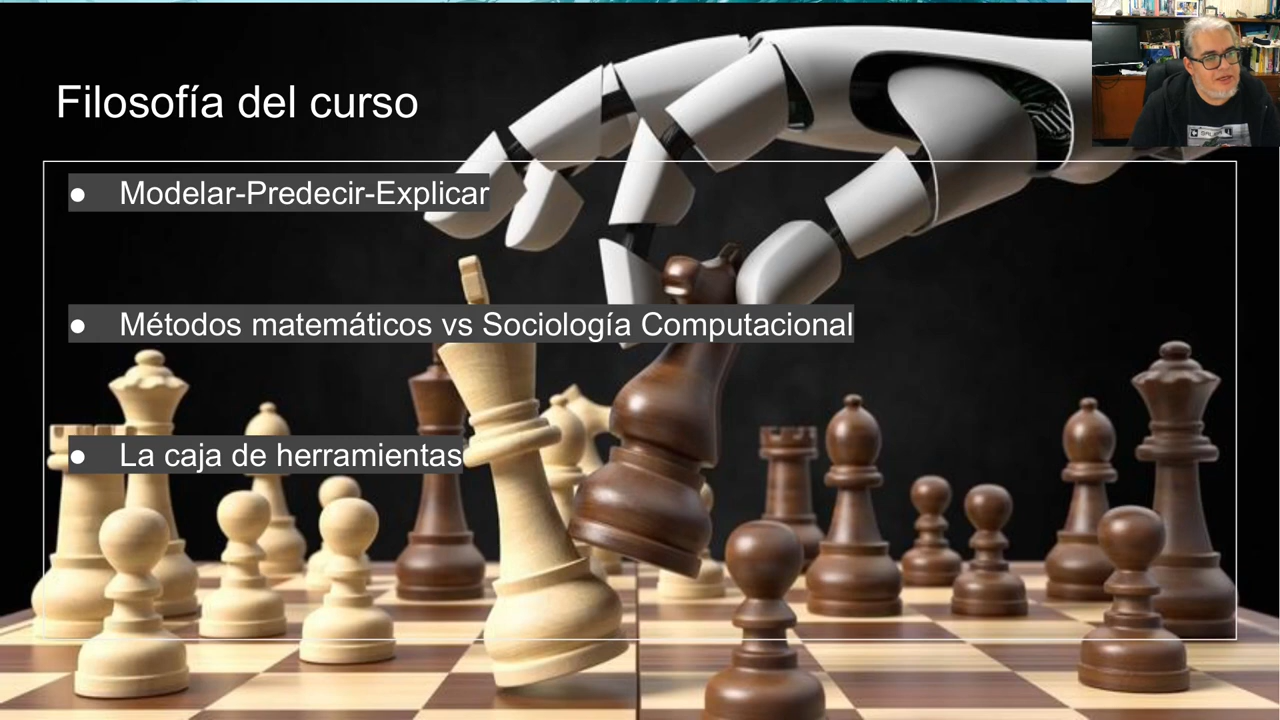 Filosofía del curso
● Modelar-Predecir-Explicar
● Métodos matemáticos vs Sociología Computacional
● La caja de herramientas